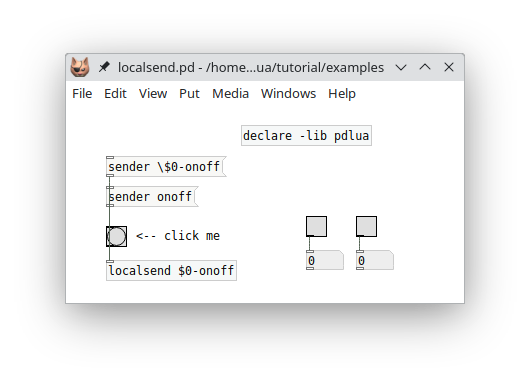 localsend.pd - /home...ua/tutorial/examples
File Edit View Put Media Windows Help
declare -lib pdlua
sender \$0-onoff
sender onoff
<-- click me
localsend $0-onoff
0 0